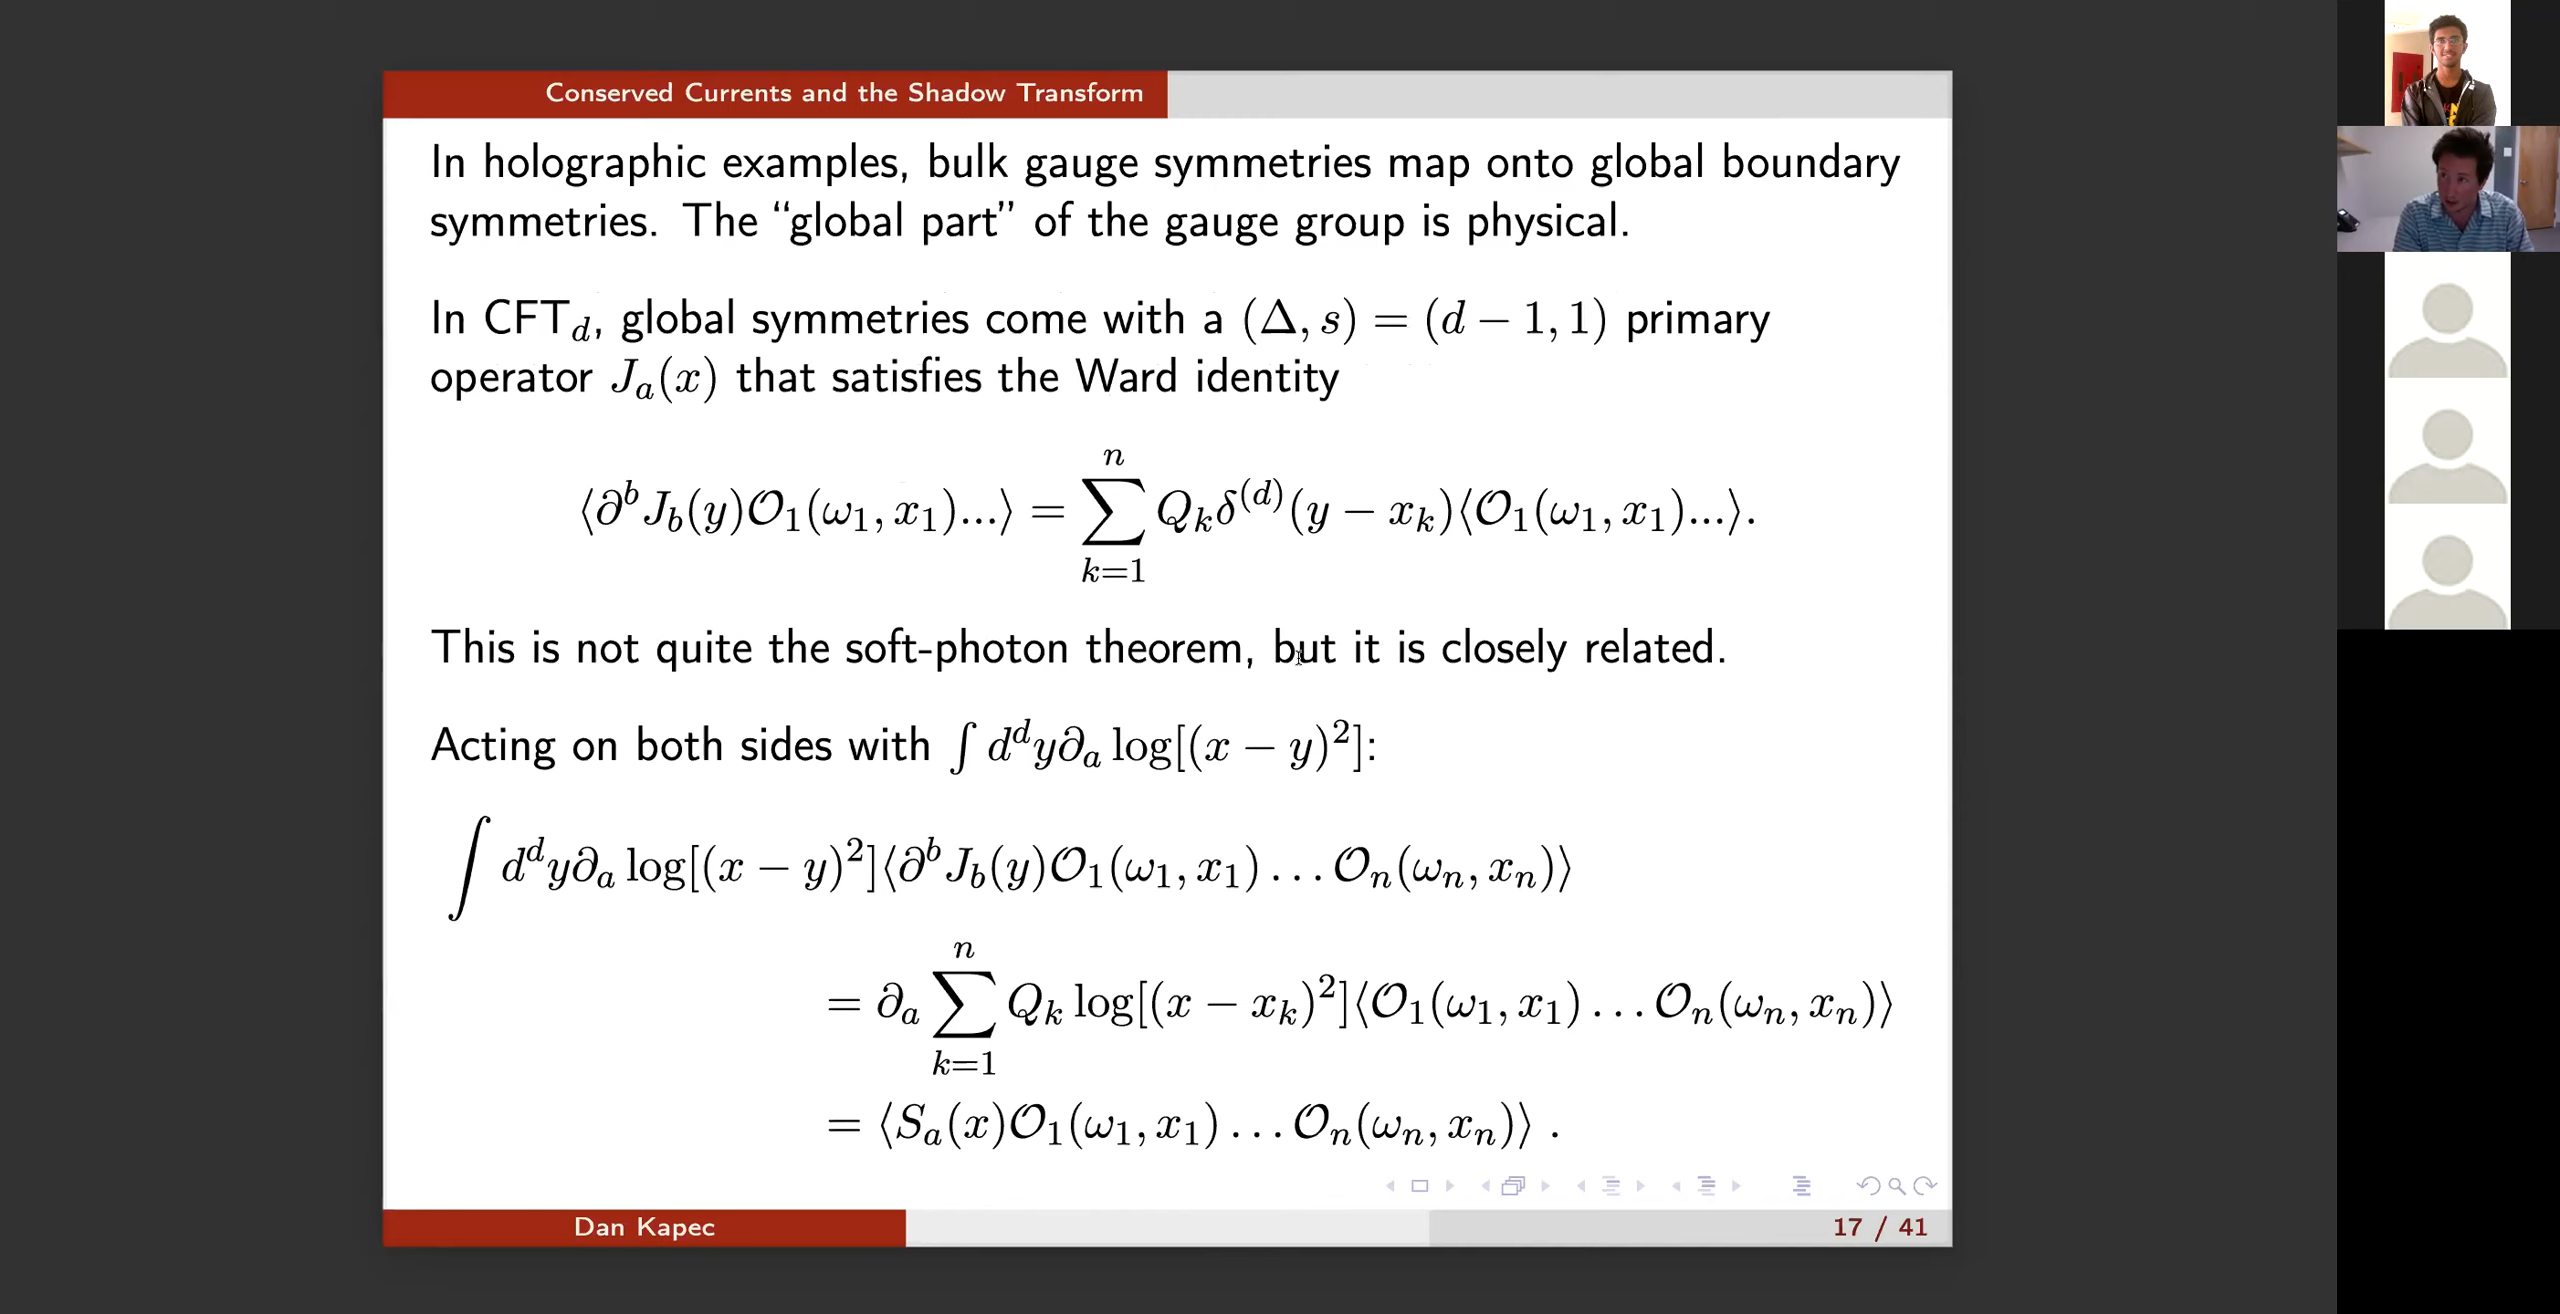 Conserved Currents and the Shadow Transform
In holographic examples, bulk gauge symmetries map onto global boundary
symmetries. The “global part” of the gauge group is physical.
In CFT_d, global symmetries come with a (Δ, s) = (d − 1, 1) primary
operator J_a(x) that satisfies the Ward identity
⟨∂^b J_b(y)𝒪_1(ω_1, x_1)...⟩ = ∑_{k=1}^{n} Q_k δ^{(d)}(y − x_k)⟨𝒪_1(ω_1, x_1)...⟩.
This is not quite the soft-photon theorem, but it is closely related.
Acting on both sides with ∫ d^d y ∂_a log[(x − y)^2]:
∫ d^d y ∂_a log[(x − y)^2]⟨∂^b J_b(y)𝒪_1(ω_1, x_1) . . . 𝒪_n(ω_n, x_n)⟩
= ∂_a ∑_{k=1}^{n} Q_k log[(x − x_k)^2]⟨𝒪_1(ω_1, x_1) . . . 𝒪_n(ω_n, x_n)⟩
= ⟨S_a(x)𝒪_1(ω_1, x_1) . . . 𝒪_n(ω_n, x_n)⟩ .
Dan Kapec
17 / 41